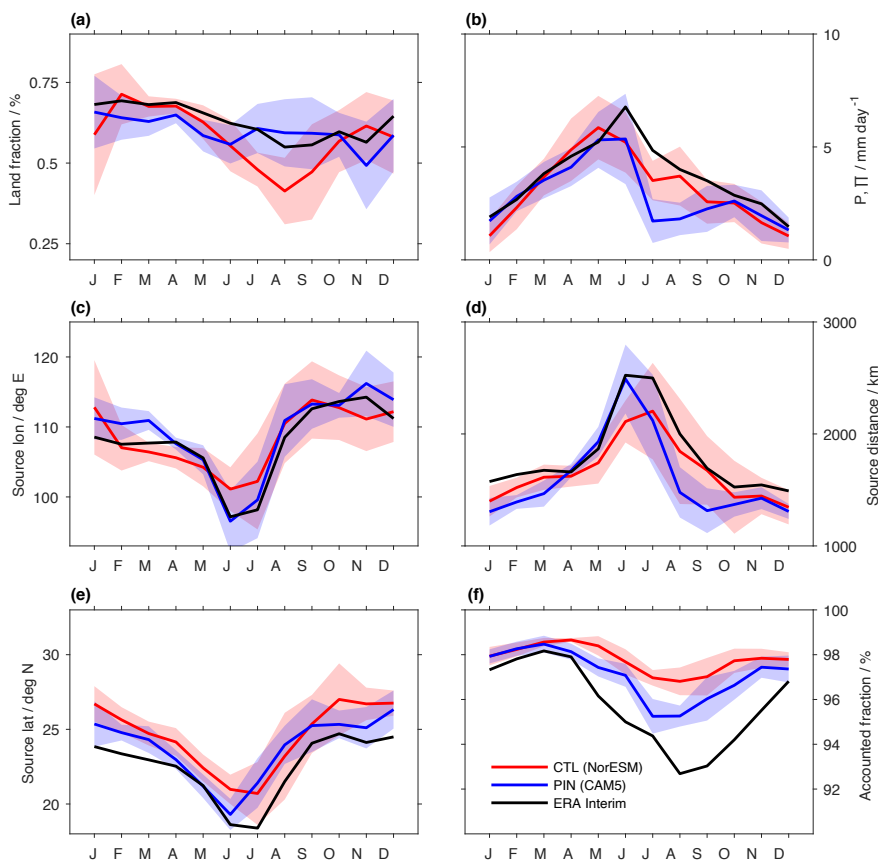 (a)
(b)
Land fraction / %
0.75
0.5
0.25
J F M A M J J A S O N D
10
5
0
P, ∏ / mm day⁻¹
J F M A M J J A S O N D
(c)
(d)
Source lon / deg E
120
110
100
J F M A M J J A S O N D
3000
2000
1000
Source distance / km
J F M A M J J A S O N D
(e)
(f)
Source lat / deg N
30
25
20
J F M A M J J A S O N D
CTL (NorESM)
PIN (CAM5)
ERA Interim
100
98
96
94
92
Accounted fraction / %
J F M A M J J A S O N D